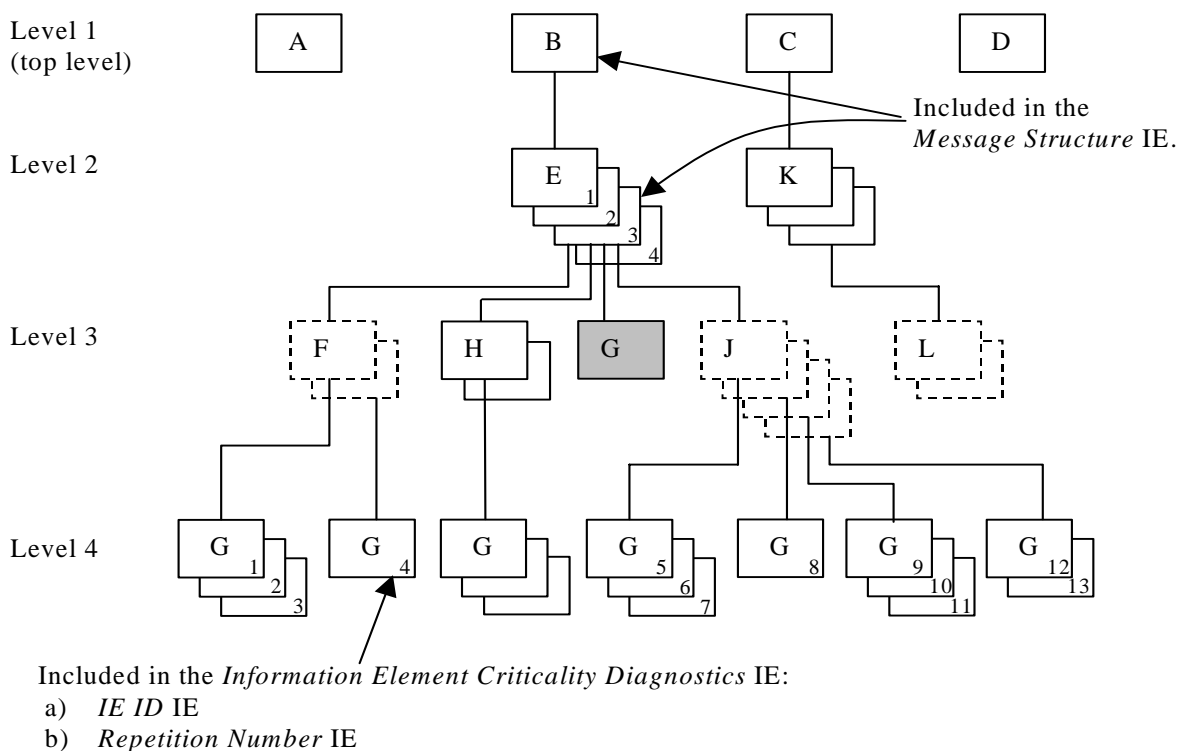 Level 1
(top level)
A
B
C
D
Included in the
Message Structure IE.
Level 2
E
1
2
3
4
K
Level 3
F
H
G
J
L
Level 4
G
1
2
3
G
4
G
G
5
6
7
G
8
G
9
10
11
G
12
13
Included in the Information Element Criticality Diagnostics IE:
a) IE ID IE
b) Repetition Number IE